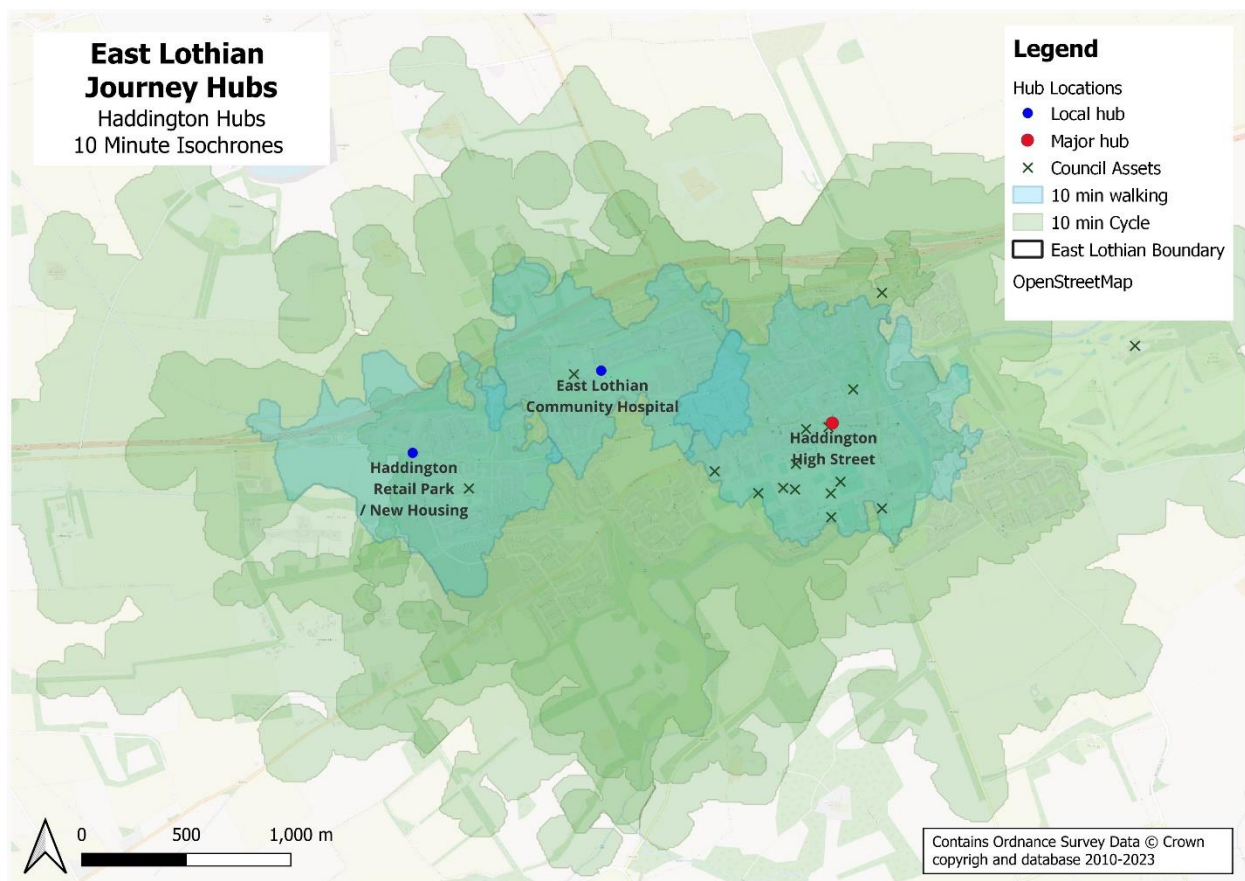 East Lothian
Journey Hubs
Haddington Hubs
10 Minute Isochrones
Legend
Hub Locations
Local hub
Major hub
Council Assets
10 min walking
10 min Cycle
East Lothian Boundary
OpenStreetMap
East Lothian
Community Hospital
Haddington
High Street
Haddington
Retail Park
/ New Housing
0 500 1,000 m
Contains Ordnance Survey Data © Crown
copyrigh and database 2010-2023